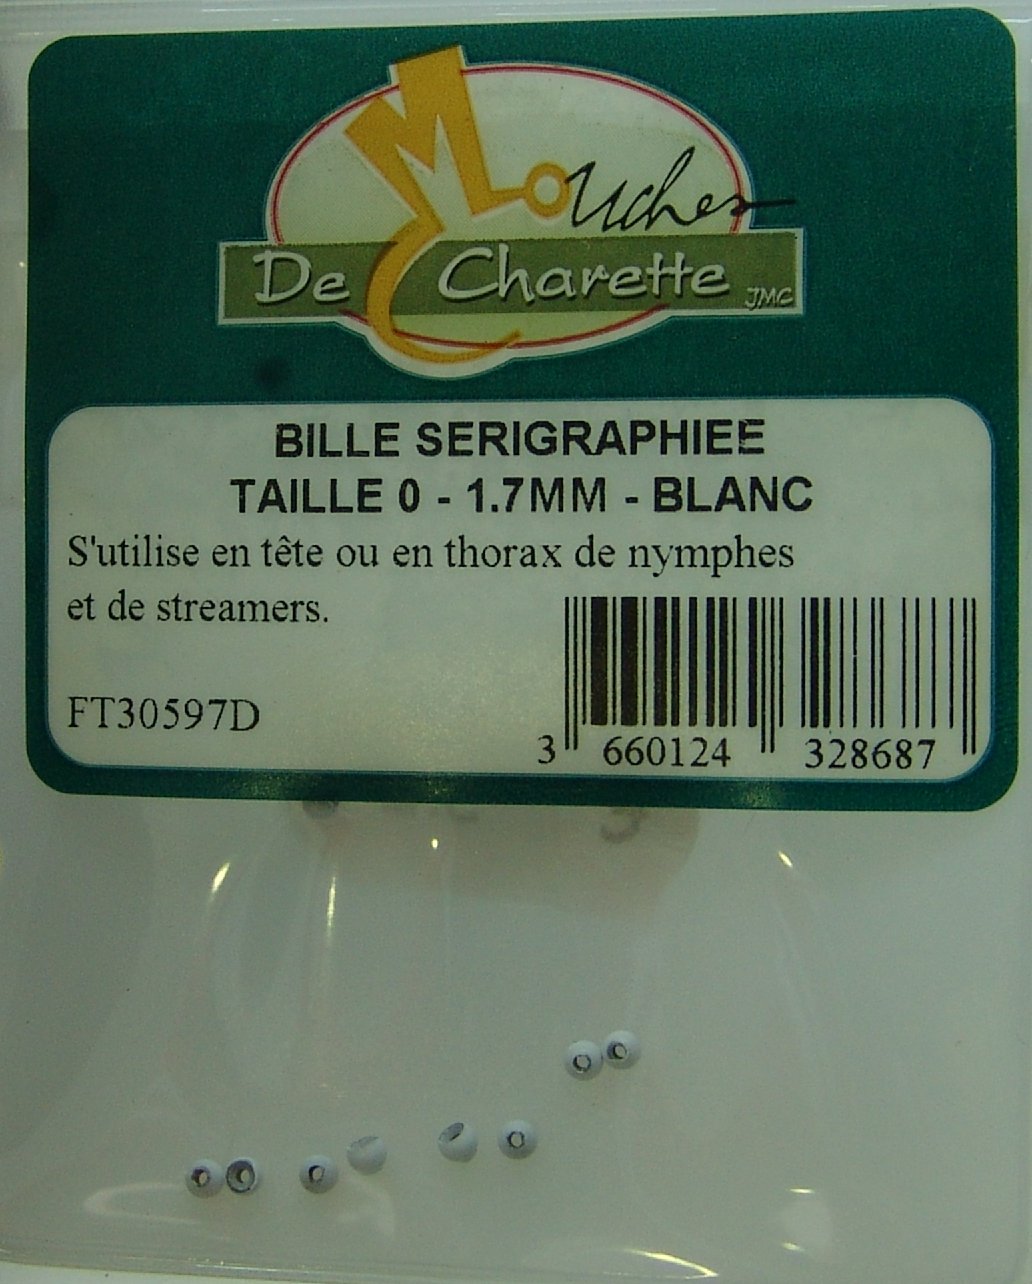 Mouches
De Charette JMC
BILLE SERIGRAPHIEE
TAILLE 0 - 1.7MM - BLANC
S'utilise en tête ou en thorax de nymphes
et de streamers.
FT30597D
3 660124 328687